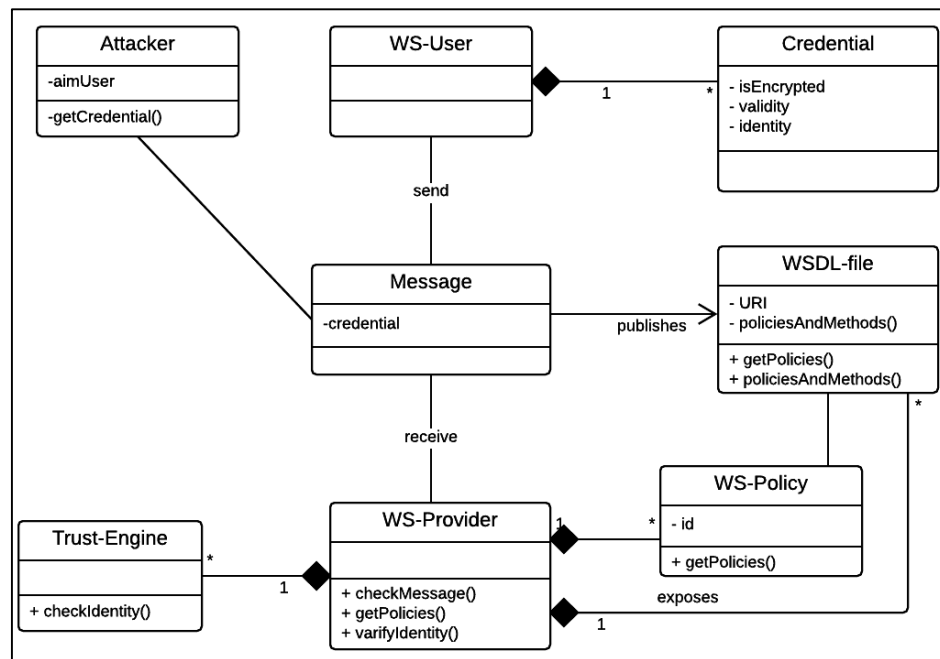 Attacker
-aimUser
-getCredential()
WS-User
1
*
Credential
- isEncrypted
- validity
- identity
send
Message
-credential
publishes
WSDL-file
- URI
- policiesAndMethods()
+ getPolicies()
+ policiesAndMethods()
*
receive
WS-Policy
- id
+ getPolicies()
WS-Provider
+ checkMessage()
+ getPolicies()
+ varifyIdentity()
1
*
Trust-Engine
+ checkIdentity()
*
1
exposes
1